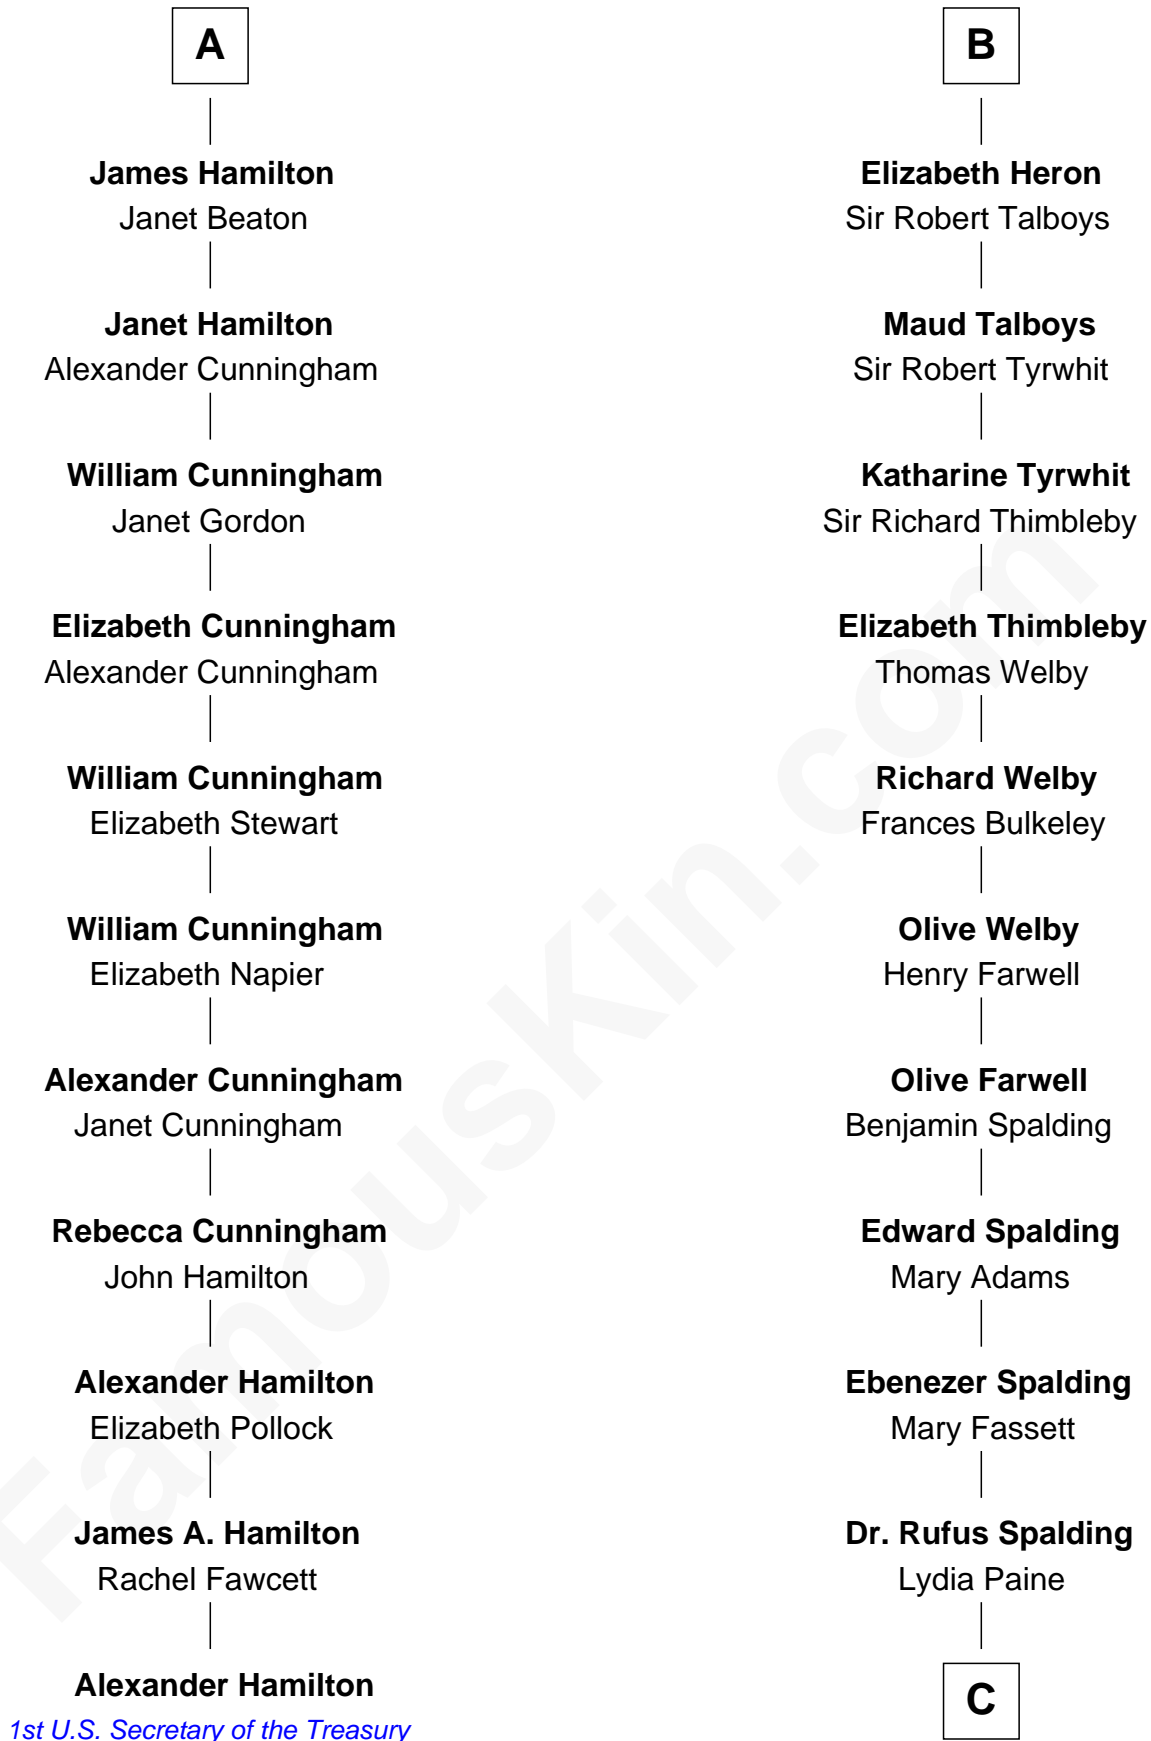 A
James Hamilton
Janet Beaton
Janet Hamilton
Alexander Cunningham
William Cunningham
Janet Gordon
Elizabeth Cunningham
Alexander Cunningham
William Cunningham
Elizabeth Stewart
William Cunningham
Elizabeth Napier
Alexander Cunningham
Janet Cunningham
Rebecca Cunningham
John Hamilton
Alexander Hamilton
Elizabeth Pollock
James A. Hamilton
Rachel Fawcett
Alexander Hamilton
1st U.S. Secretary of the Treasury
B
Elizabeth Heron
Sir Robert Talboys
Maud Talboys
Sir Robert Tyrwhit
Katharine Tyrwhit
Sir Richard Thimbleby
Elizabeth Thimbleby
Thomas Welby
Richard Welby
Frances Bulkeley
Olive Welby
Henry Farwell
Olive Farwell
Benjamin Spalding
Edward Spalding
Mary Adams
Ebenezer Spalding
Mary Fassett
Dr. Rufus Spalding
Lydia Paine
C
FamousKin.com